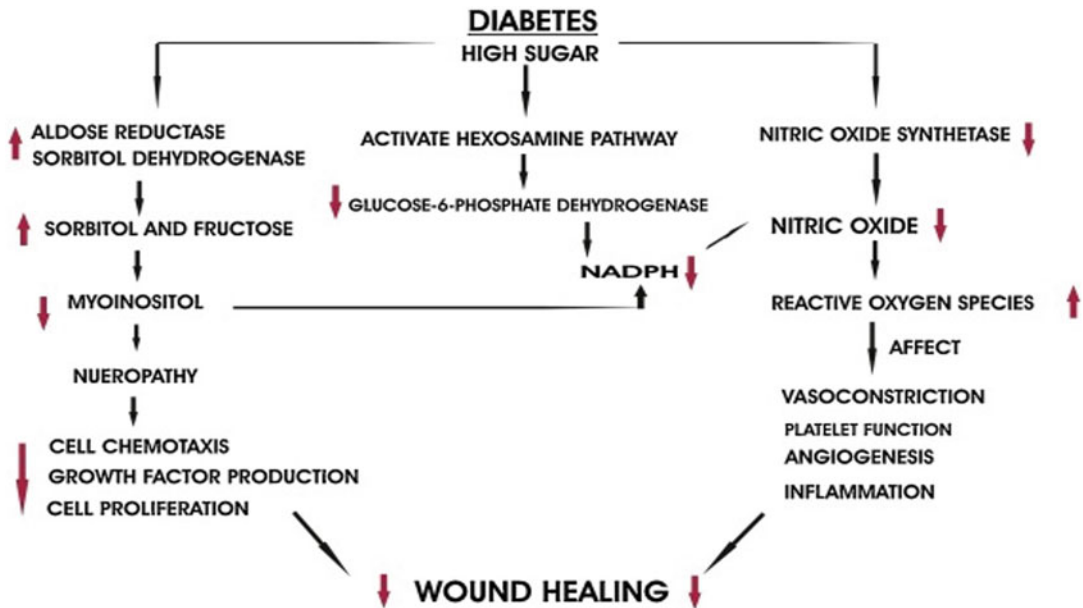 DIABETES
HIGH SUGAR
ALDOSE REDUCTASE
SORBITOL DEHYDROGENASE
SORBITOL AND FRUCTOSE
MYOINOSITOL
NUEROPATHY
CELL CHEMOTAXIS
GROWTH FACTOR PRODUCTION
CELL PROLIFERATION
ACTIVATE HEXOSAMINE PATHWAY
GLUCOSE-6-PHOSPHATE DEHYDROGENASE
NADPH
NITRIC OXIDE SYNTHETASE
NITRIC OXIDE
REACTIVE OXYGEN SPECIES
AFFECT
VASOCONSTRICTION
PLATELET FUNCTION
ANGIOGENESIS
INFLAMMATION
WOUND HEALING